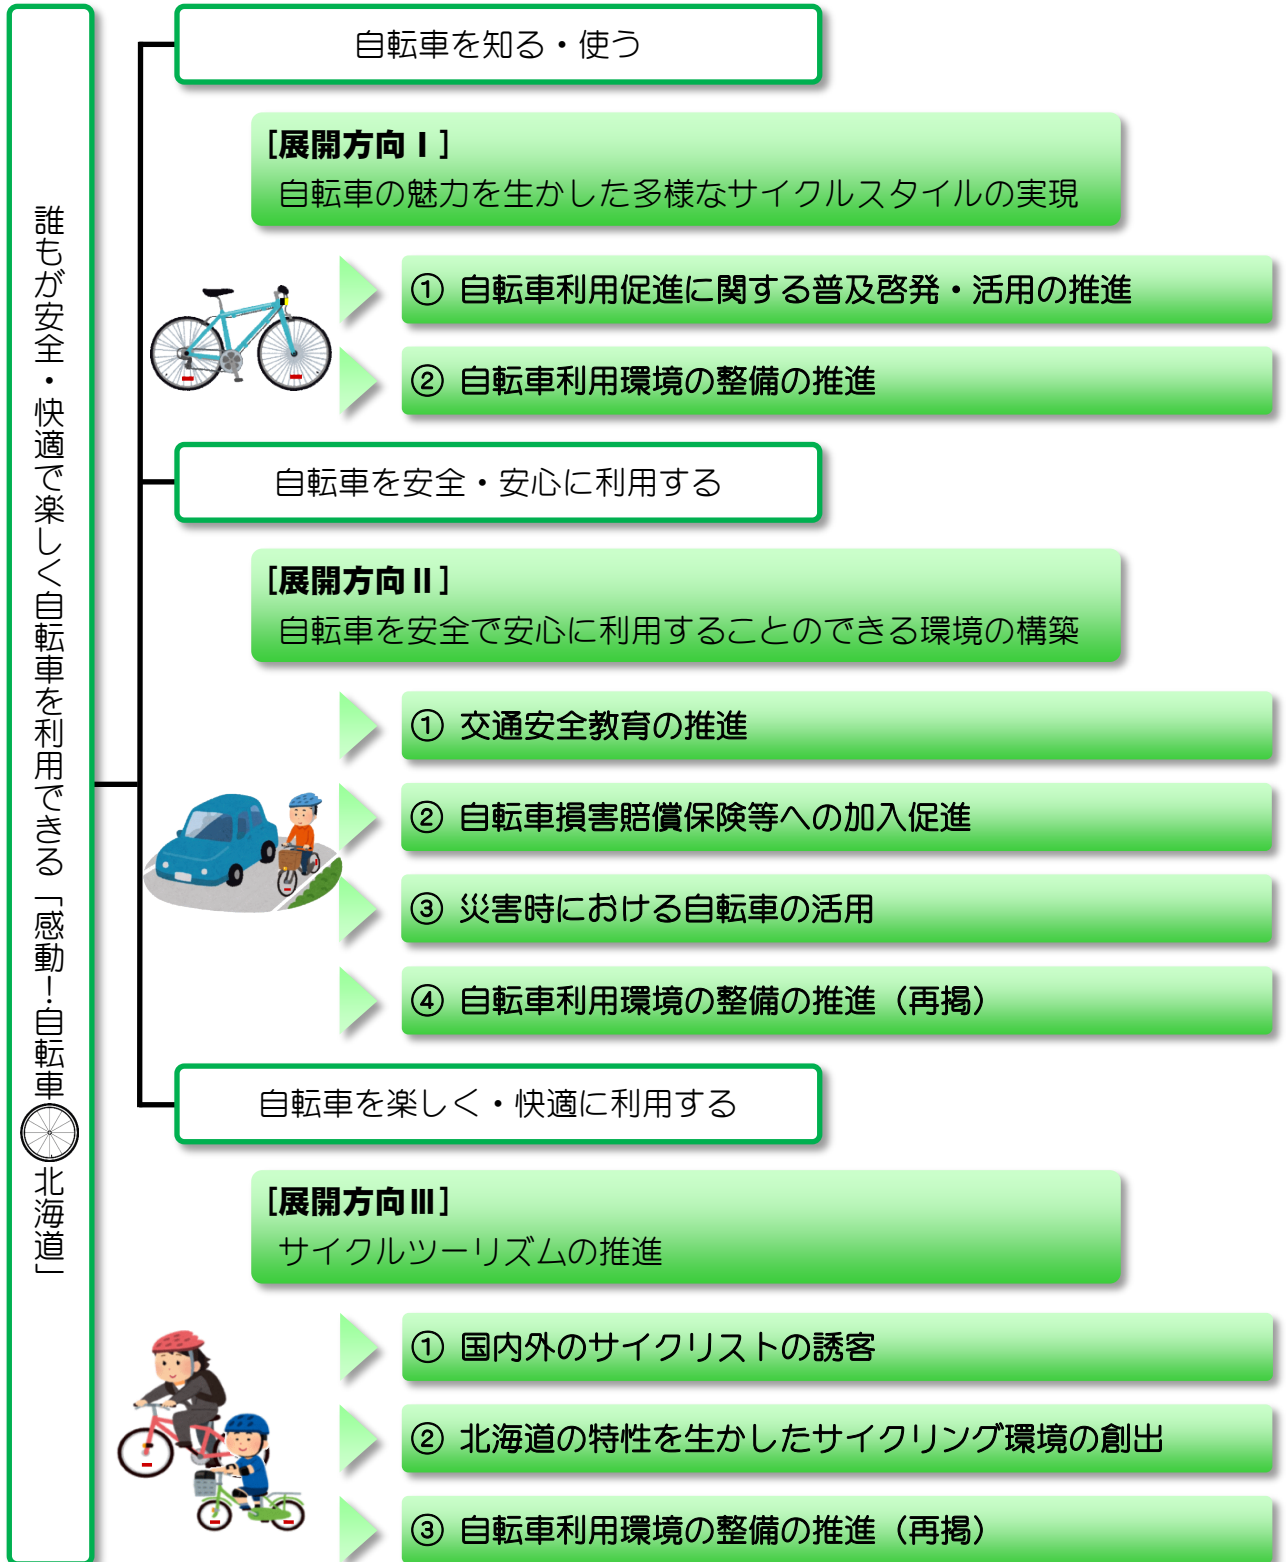 誰もが安全・快適で楽しく自転車を利用できる「感動！自転車北海道」
自転車を知る・使う
[展開方向Ⅰ]
自転車の魅力を生かした多様なサイクルスタイルの実現
① 自転車利用促進に関する普及啓発・活用の推進
② 自転車利用環境の整備の推進
自転車を安全・安心に利用する
[展開方向Ⅱ]
自転車を安全で安心に利用することのできる環境の構築
① 交通安全教育の推進
② 自転車損害賠償保険等への加入促進
③ 災害時における自転車の活用
④ 自転車利用環境の整備の推進（再掲）
自転車を楽しく・快適に利用する
[展開方向Ⅲ]
サイクルツーリズムの推進
① 国内外のサイクリストの誘客
② 北海道の特性を生かしたサイクリング環境の創出
③ 自転車利用環境の整備の推進（再掲）